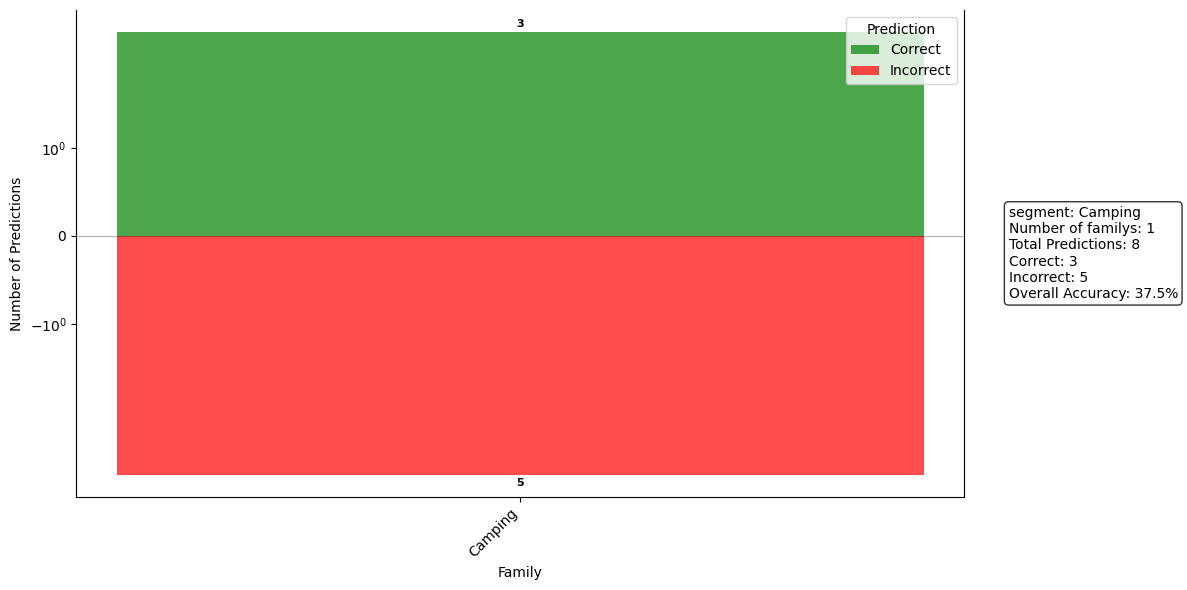 3
Prediction
Correct
Incorrect
10⁰
0
−10⁰
Number of Predictions
segment: Camping
Number of familys: 1
Total Predictions: 8
Correct: 3
Incorrect: 5
Overall Accuracy: 37.5%
5
Camping
Family